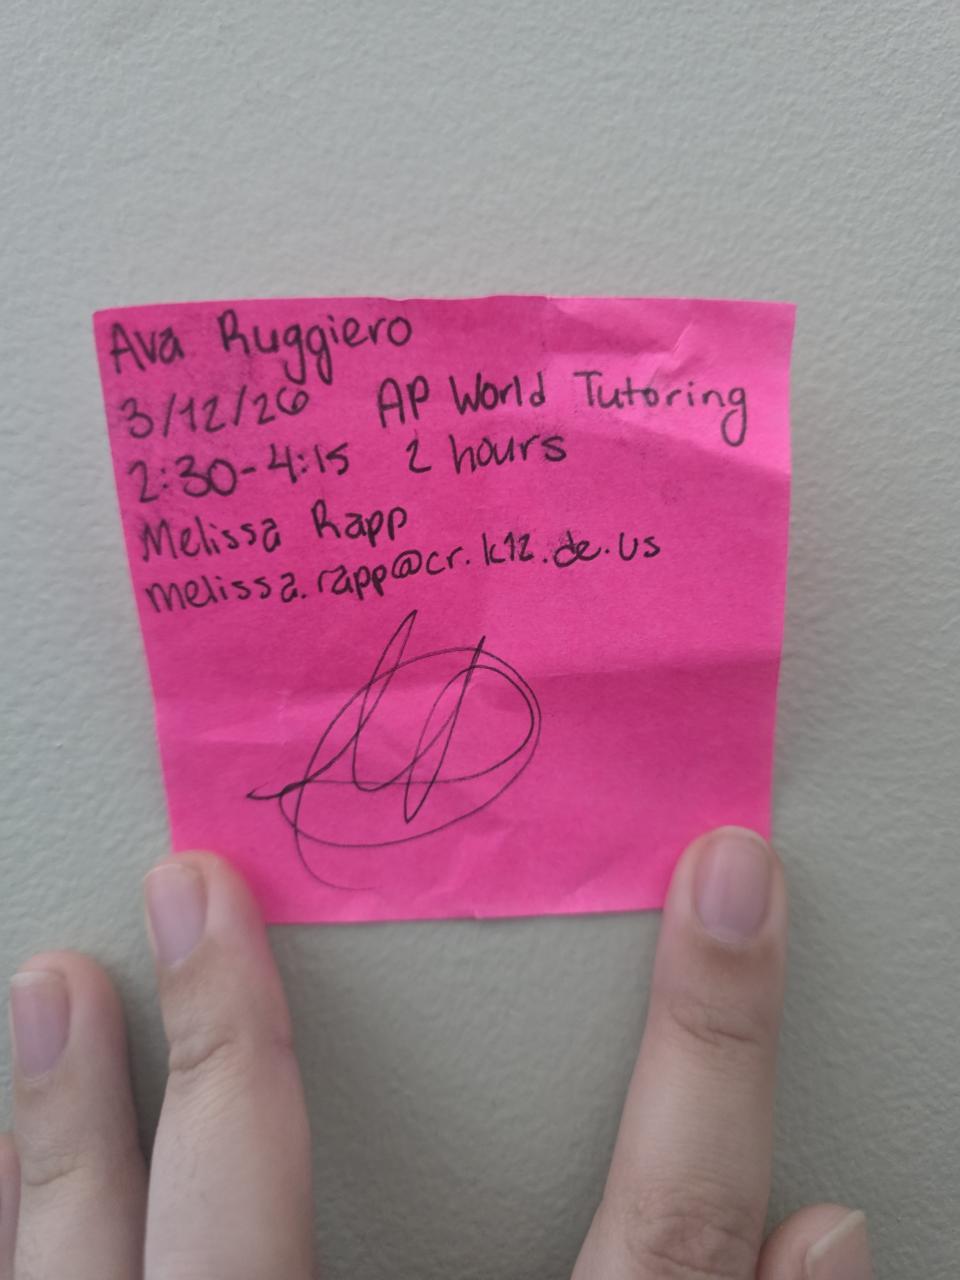 Ava Ruggiero
3/12/26 AP World Tutoring
2:30-4:15 2 hours
Melissa Rapp
melissa.rapp@cr.k12.de.us